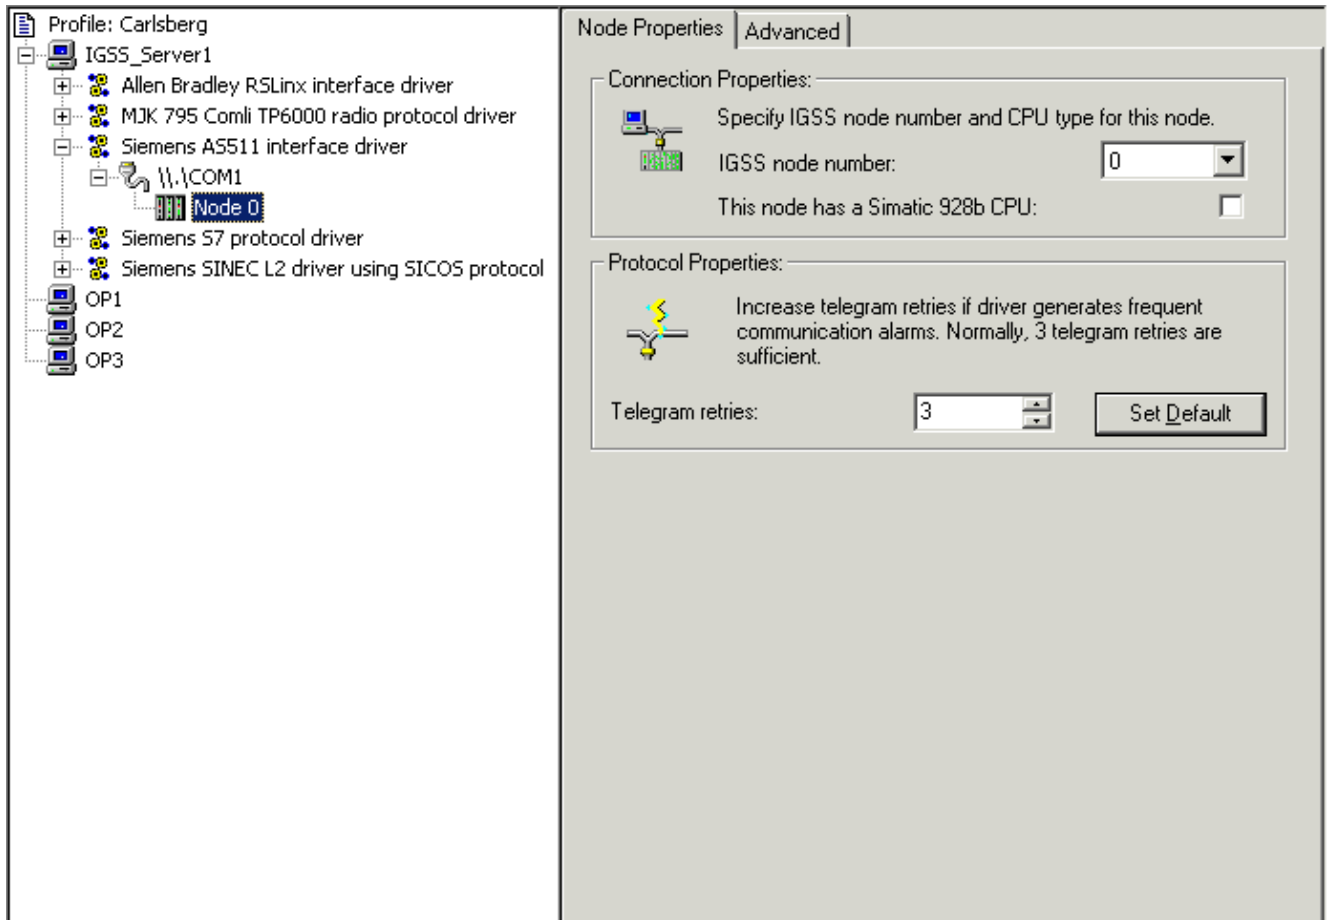 Profile: Carlsberg
IGSS_Server1
Allen Bradley RSLinx interface driver
MJK 795 Comli TP6000 radio protocol driver
Siemens AS511 interface driver
\\.\COM1
Node 0
Siemens S7 protocol driver
Siemens SINEC L2 driver using SICOS protocol
OP1
OP2
OP3
Node Properties
Advanced
Connection Properties:
Specify IGSS node number and CPU type for this node.
IGSS node number:
0
This node has a Simatic 928b CPU:
Protocol Properties:
Increase telegram retries if driver generates frequent
communication alarms. Normally, 3 telegram retries are
sufficient.
Telegram retries:
3
Set Default